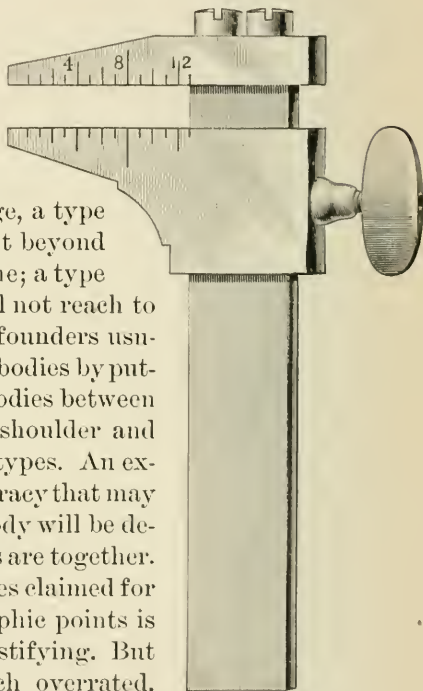 4 8 12
ge, a type
t beyond
ne; a type
l not reach to
founders usu-
bodies by put-
odies between
shoulder and
types. An ex-
racy that may
dy will be de-
s are together.
es claimed for
phic points is
stifying. But
ch overrated.